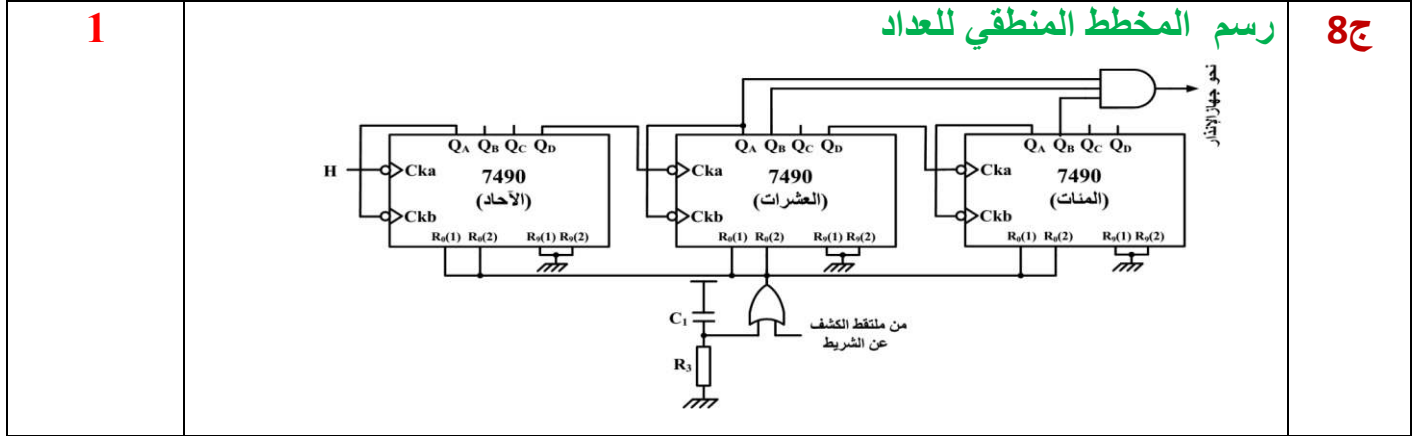 ج8
رسم المخطط المنطقي للعداد
1
نحو جهاز الإنذار
QA QB QC QD
QA QB QC QD
QA QB QC QD
H
Cka
7490
Cka
7490
Cka
7490
(الآحاد)
(العشرات)
(المئات)
Ckb
Ckb
Ckb
R0(1) R0(2) R9(1) R9(2)
R0(1) R0(2) R9(1) R9(2)
R0(1) R0(2) R9(1) R9(2)
C1
من ملتقط الكشف
عن الشريط
R3